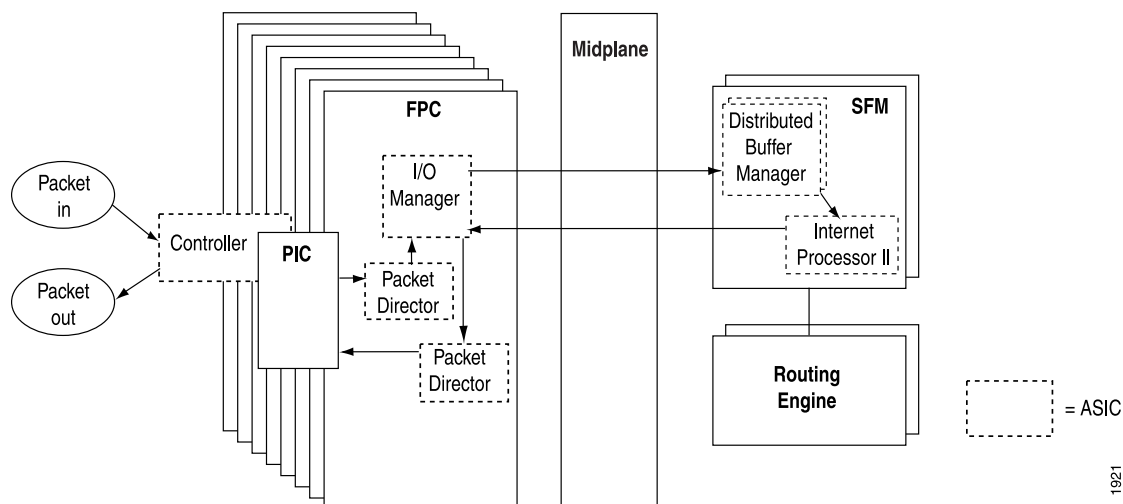 Midplane
FPC
SFM
Distributed
Buffer
Manager
I/O
Manager
Packet
in
Controller
PIC
Packet
Director
Internet
Processor II
Packet
out
Packet
Director
Routing
Engine
= ASIC
1921